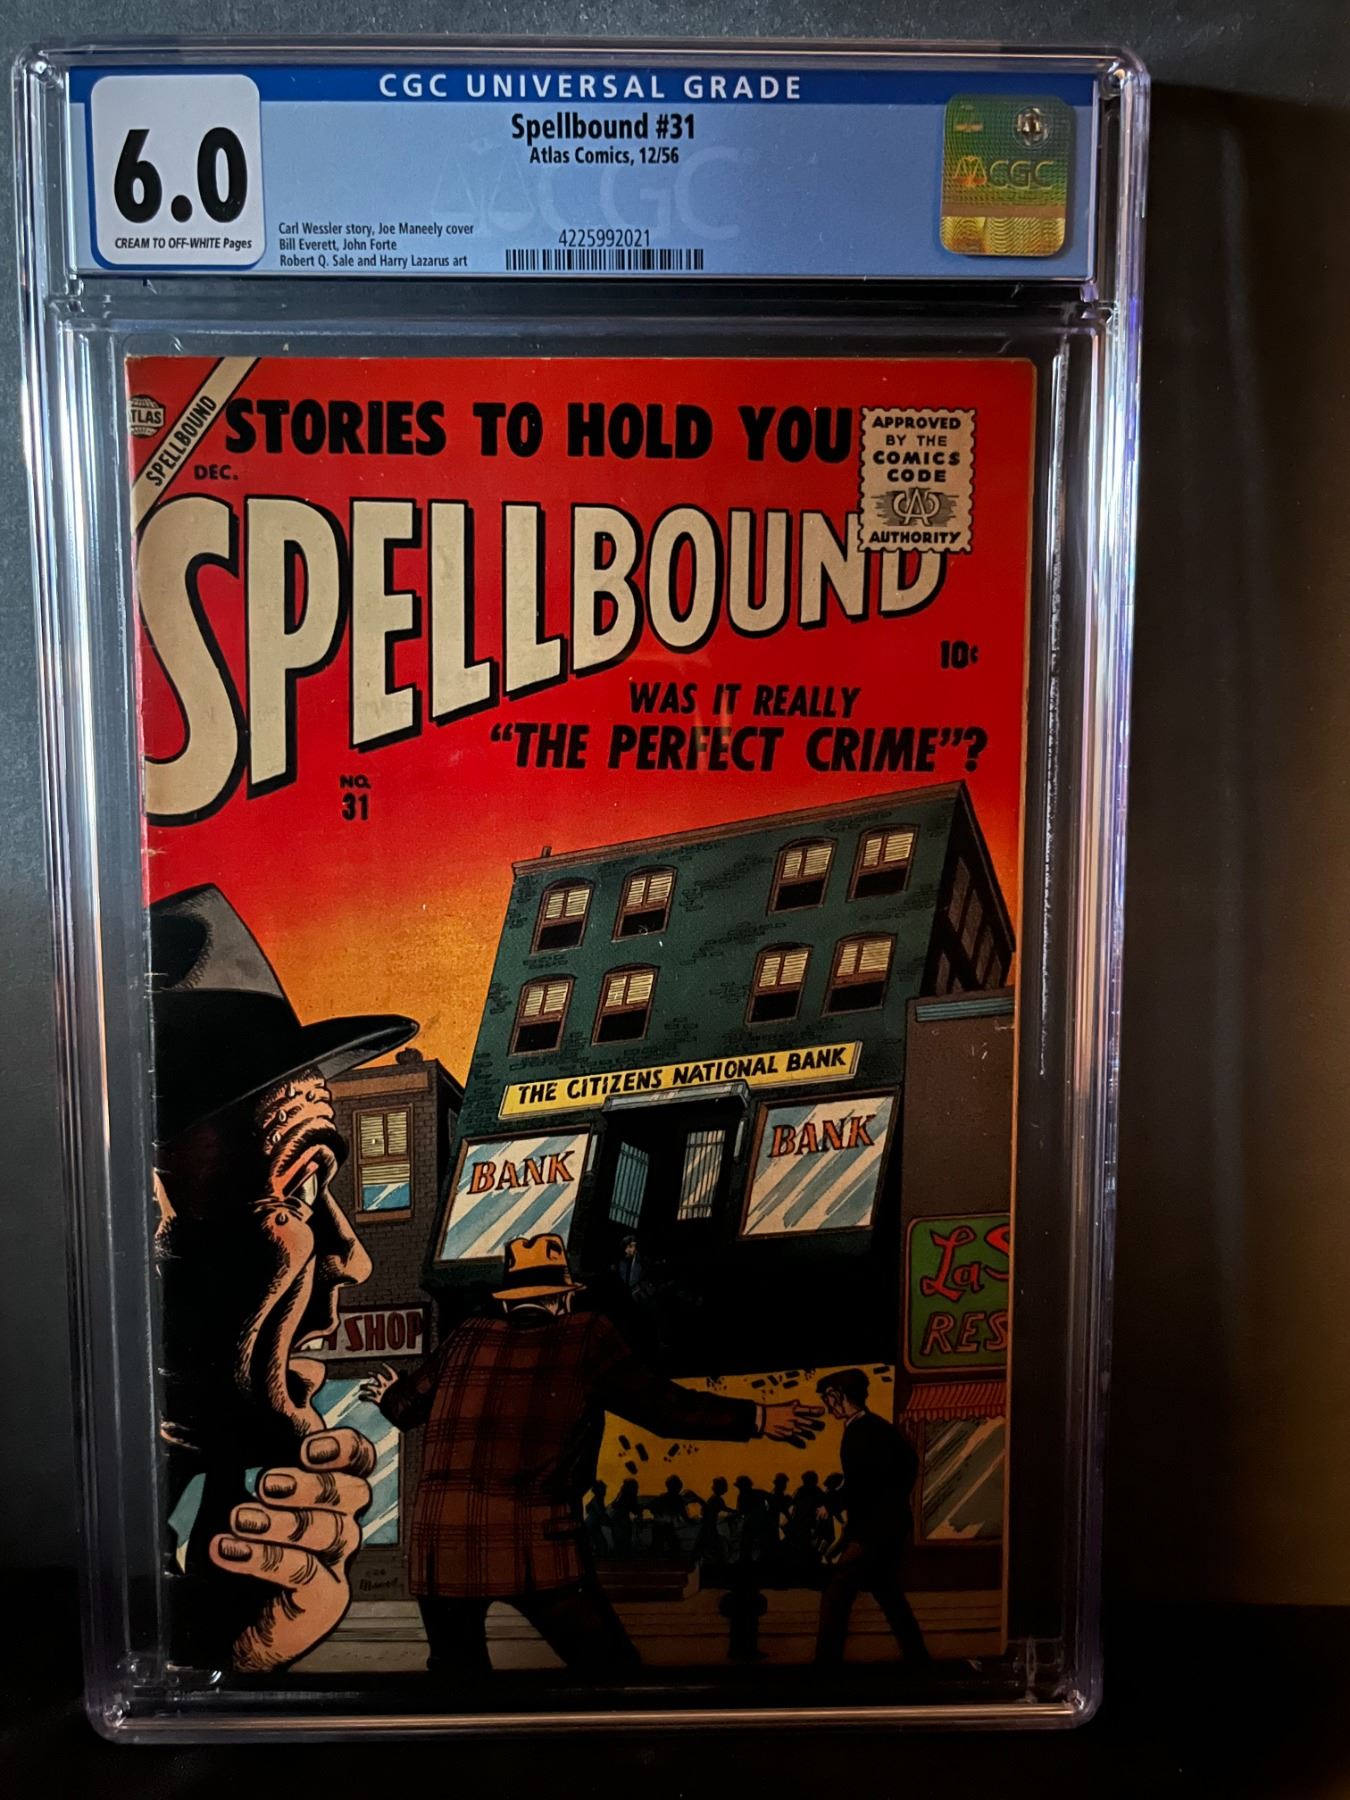 CGC UNIVERSAL GRADE
6.0
CREAM TO OFF-WHITE Pages
Spellbound #31
Atlas Comics, 12/56
Carl Wessler story, Joe Maneely cover
Bill Everett, John Forte
Robert Q. Sale and Harry Lazarus art
4225992021
CGC
CGC
ATLAS
SPELLBOUND
STORIES TO HOLD YOU
DEC.
APPROVED
BY THE
COMICS
CODE
CA
AUTHORITY
SPELLBOUND
10¢
WAS IT REALLY
"THE PERFECT CRIME"?
NO.
31
THE CITIZENS NATIONAL BANK
BANK
BANK
SHOP
La S
RES